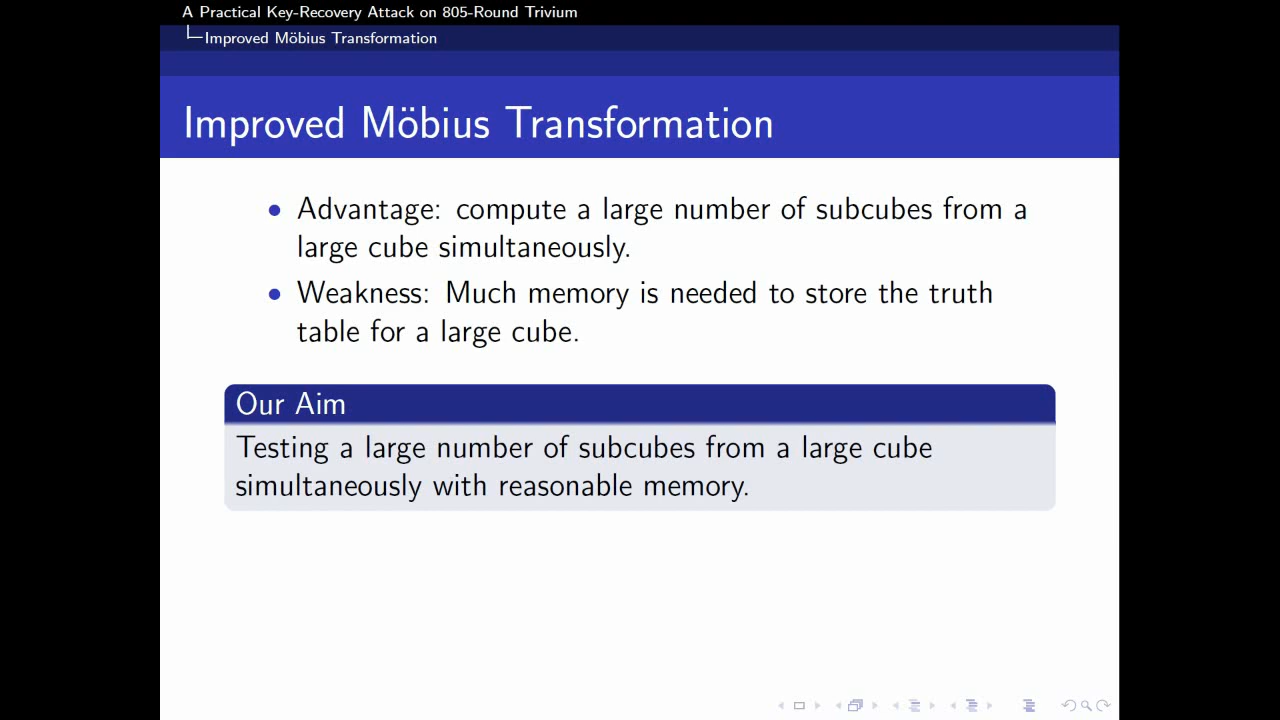 A Practical Key-Recovery Attack on 805-Round Trivium
Improved Möbius Transformation
Improved Möbius Transformation
• Advantage: compute a large number of subcubes from a
large cube simultaneously.
• Weakness: Much memory is needed to store the truth
table for a large cube.
Our Aim
Testing a large number of subcubes from a large cube
simultaneously with reasonable memory.